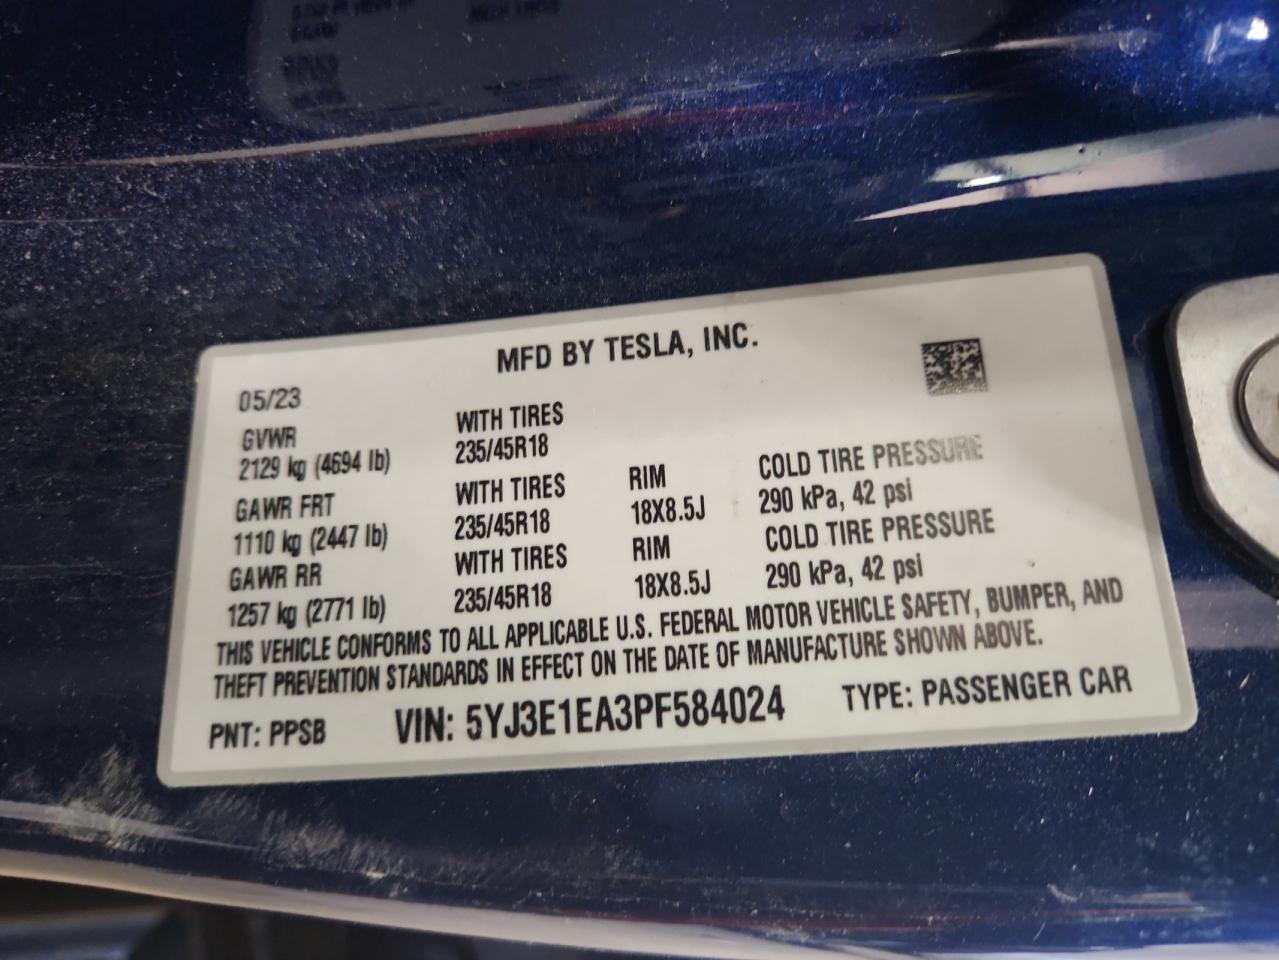 MFD BY TESLA, INC.
05/23
GVWR WITH TIRES
2129 kg (4694 lb) 235/45R18
GAWR FRT WITH TIRES RIM COLD TIRE PRESSURE
1110 kg (2447 lb) 235/45R18 18X8.5J 290 kPa, 42 psi
GAWR RR WITH TIRES RIM COLD TIRE PRESSURE
1257 kg (2771 lb) 235/45R18 18X8.5J 290 kPa, 42 psi
THIS VEHICLE CONFORMS TO ALL APPLICABLE U.S. FEDERAL MOTOR VEHICLE SAFETY, BUMPER, AND
THEFT PREVENTION STANDARDS IN EFFECT ON THE DATE OF MANUFACTURE SHOWN ABOVE.
PNT: PPSB VIN: 5YJ3E1EA3PF584024 TYPE: PASSENGER CAR